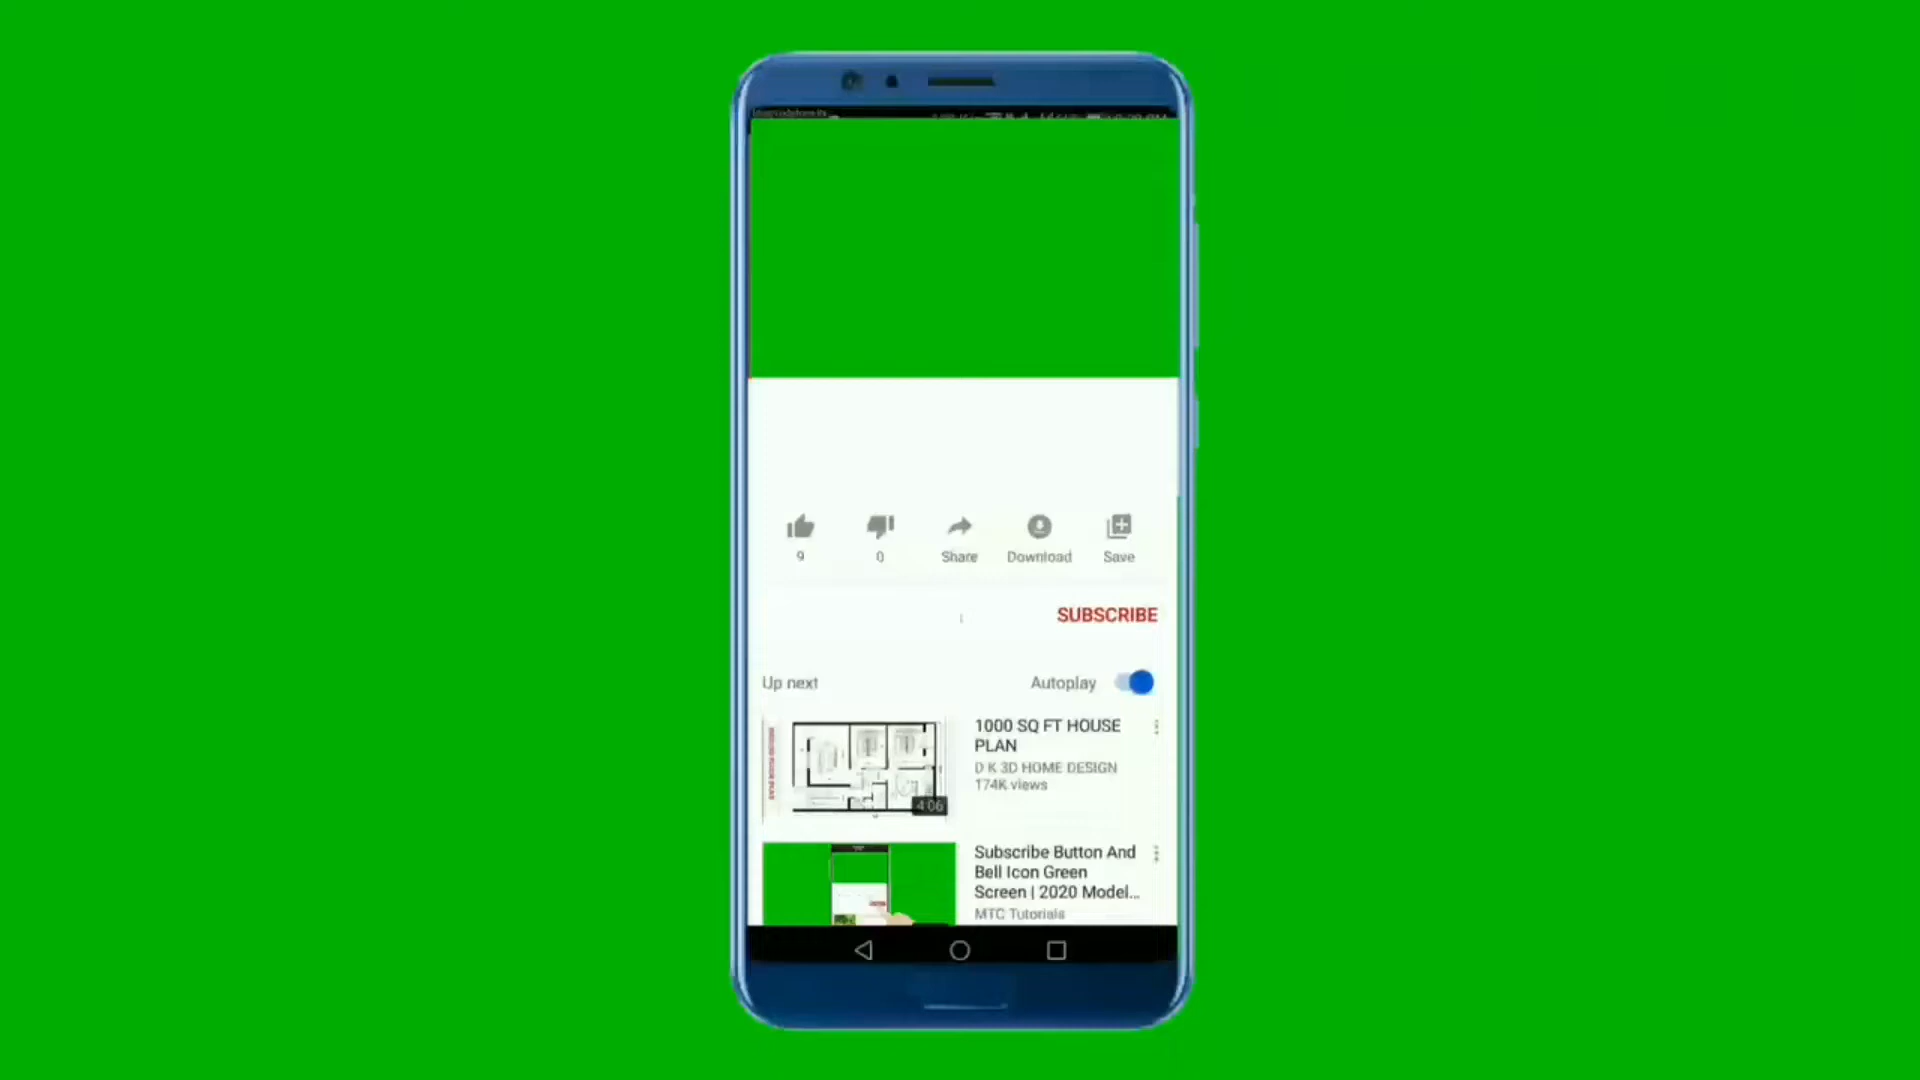 9
0
Share
Download
Save
SUBSCRIBE
Up next
Autoplay
1000 SQ FT HOUSE
PLAN
D K 3D HOME DESIGN
174K views
4:06
Subscribe Button And
Bell Icon Green
Screen | 2020 Model...
MTC Tutorials